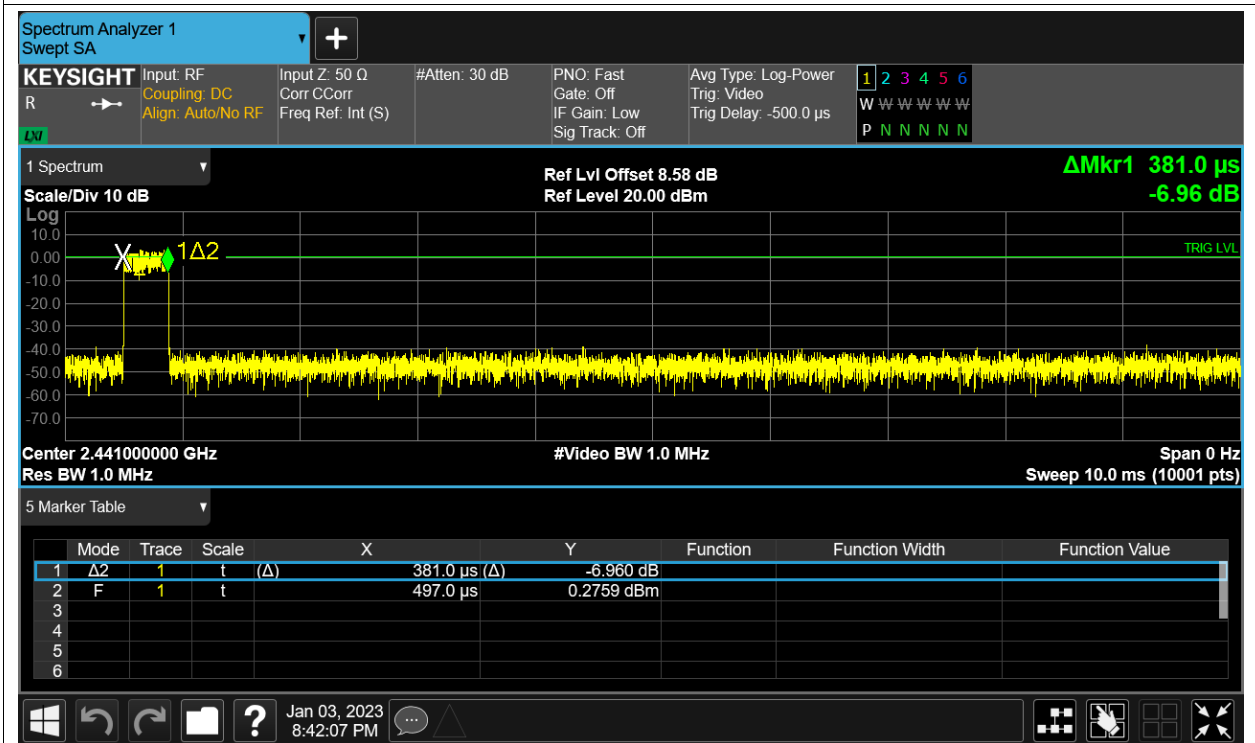 Spectrum Analyzer 1
Swept SA
KEYSIGHT Input: RF Input Z: 50 Ω #Atten: 30 dB PNO: Fast Avg Type: Log-Power 1 2 3 4 5 6
R Coupling: DC Corr CCorr Gate: Off Trig: Video W W W W W W
Align: Auto/No RF Freq Ref: Int (S) IF Gain: Low Trig Delay: -500.0 µs
LXI Sig Track: Off P N N N N N
1 Spectrum Ref Lvl Offset 8.58 dB ΔMkr1 381.0 µs
Scale/Div 10 dB Ref Level 20.00 dBm -6.96 dB
Log
10.0
0.00 X 1Δ2 TRIG LVL
-10.0
-20.0
-30.0
-40.0
-50.0
-60.0
-70.0
Center 2.441000000 GHz #Video BW 1.0 MHz Span 0 Hz
Res BW 1.0 MHz Sweep 10.0 ms (10001 pts)
5 Marker Table
Mode Trace Scale X Y Function Function Width Function Value
1 Δ2 1 t (Δ) 381.0 µs (Δ) -6.960 dB
2 F 1 t 497.0 µs 0.2759 dBm
3
4
5
6
? Jan 03, 2023
8:42:07 PM